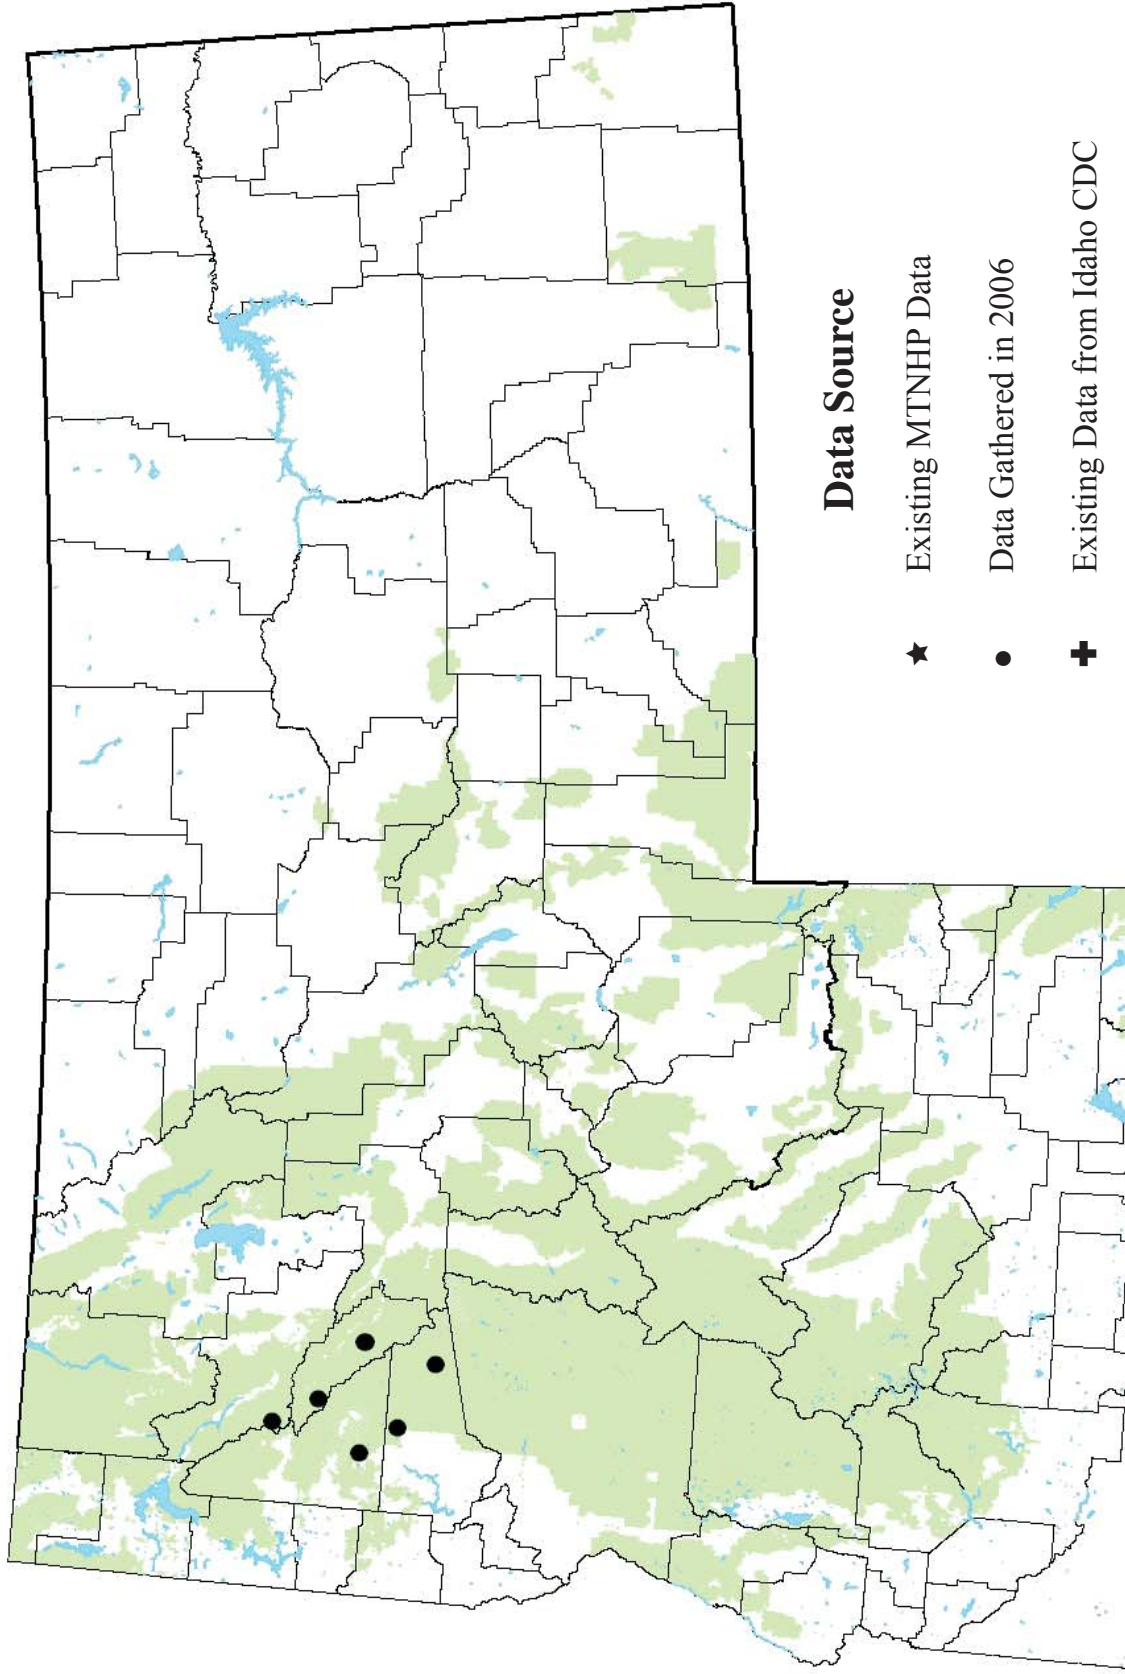 Data Source
Existing MTNHP Data
Data Gathered in 2006
Existing Data from Idaho CDC